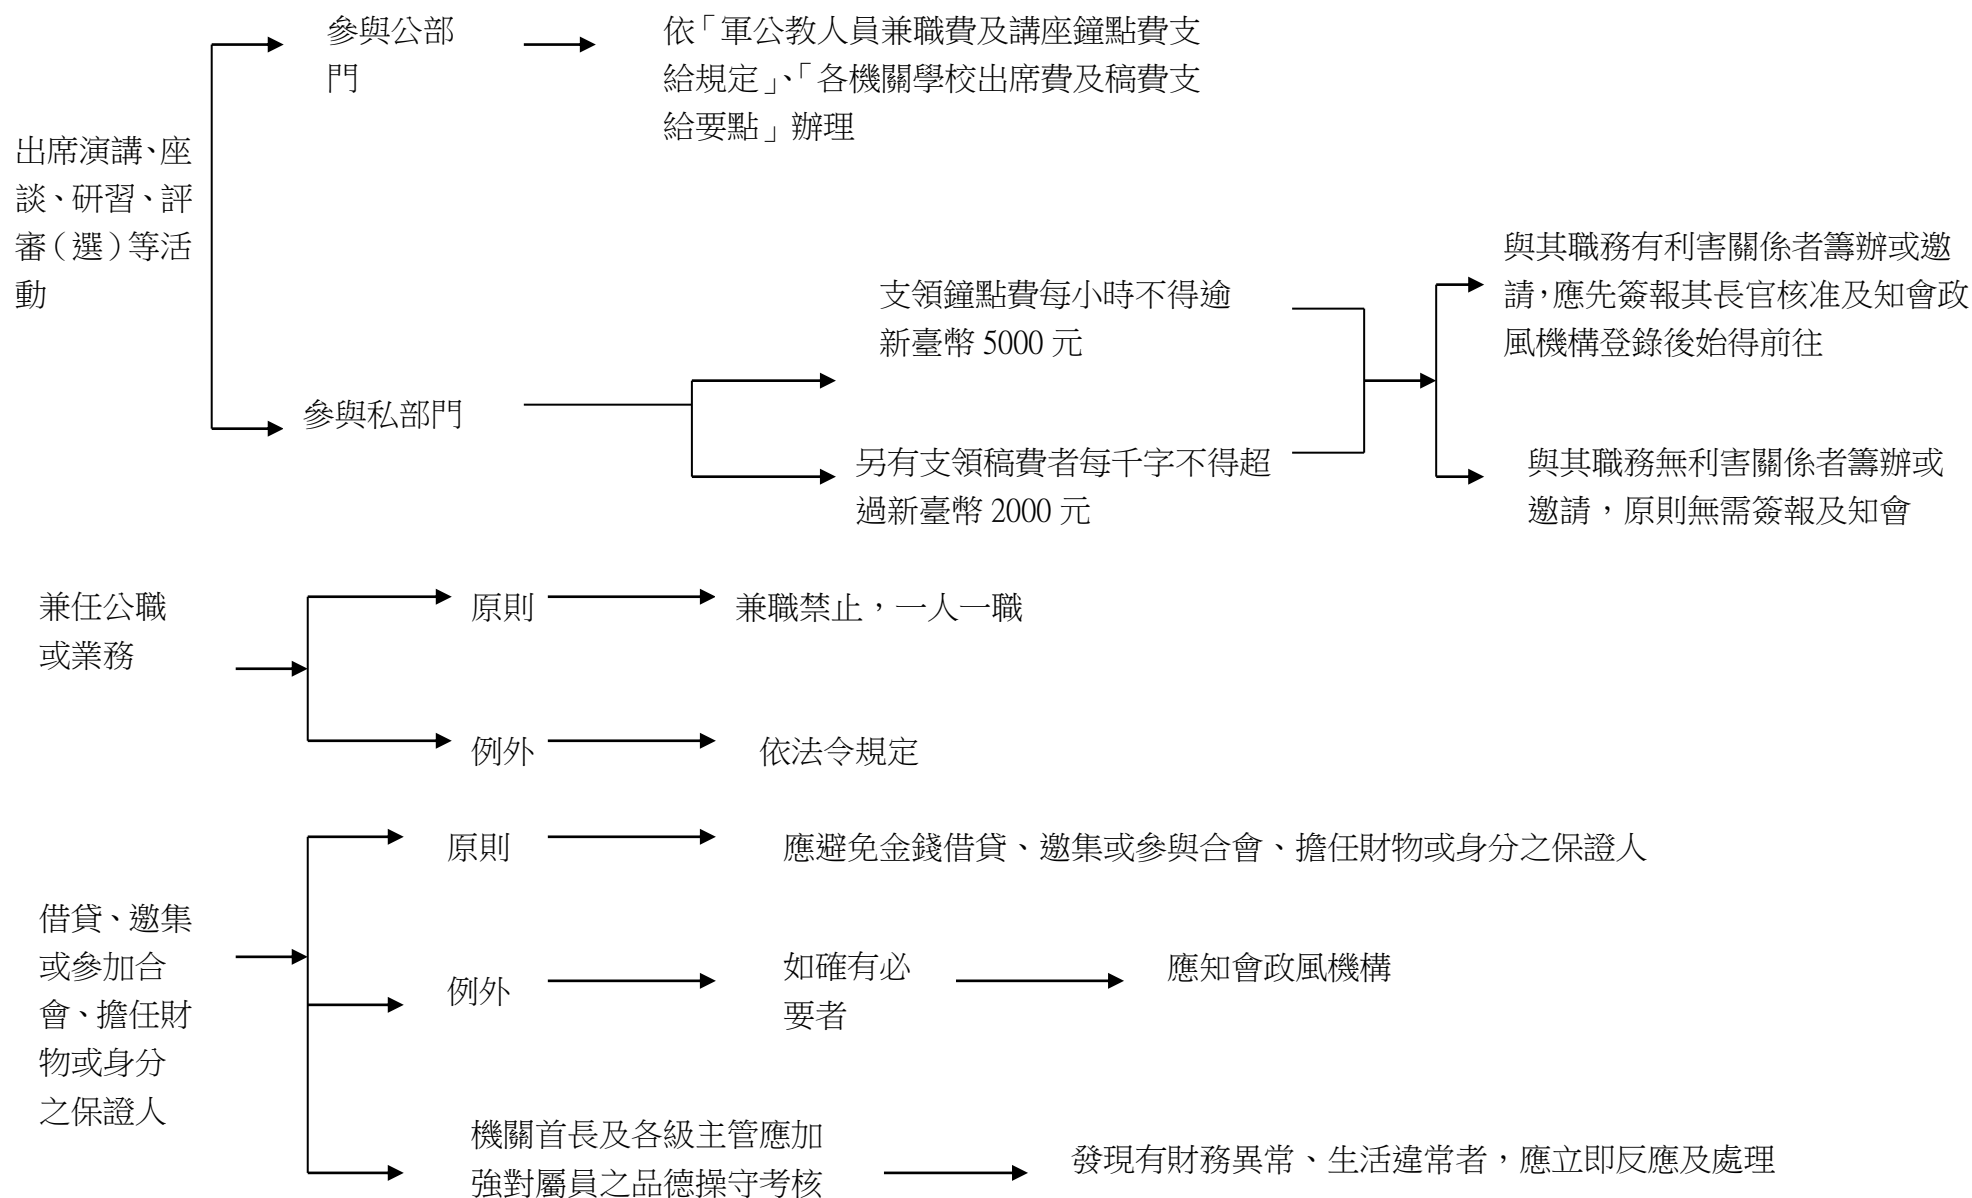 參與公部
門
依「軍公教人員兼職費及講座鐘點費支
給規定」、「各機關學校出席費及稿費支
給要點」辦理
出席演講、座
談、研習、評
審(選)等活
動
參與私部門
支領鐘點費每小時不得逾
新臺幣 5000 元
另有支領稿費者每千字不得超
過新臺幣 2000 元
與其職務有利害關係者籌辦或邀
請,應先簽報其長官核准及知會政
風機構登錄後始得前往
與其職務無利害關係者籌辦或
邀請,原則無需簽報及知會
兼任公職
或業務
原則
兼職禁止,一人一職
例外
依法令規定
借貸、邀集
或參加合
會、擔任財
物或身分
之保證人
原則
應避免金錢借貸、邀集或參與合會、擔任財物或身分之保證人
例外
如確有必
要者
應知會政風機構
機關首長及各級主管應加
強對屬員之品德操守考核
發現有財務異常、生活違常者,應立即反應及處理